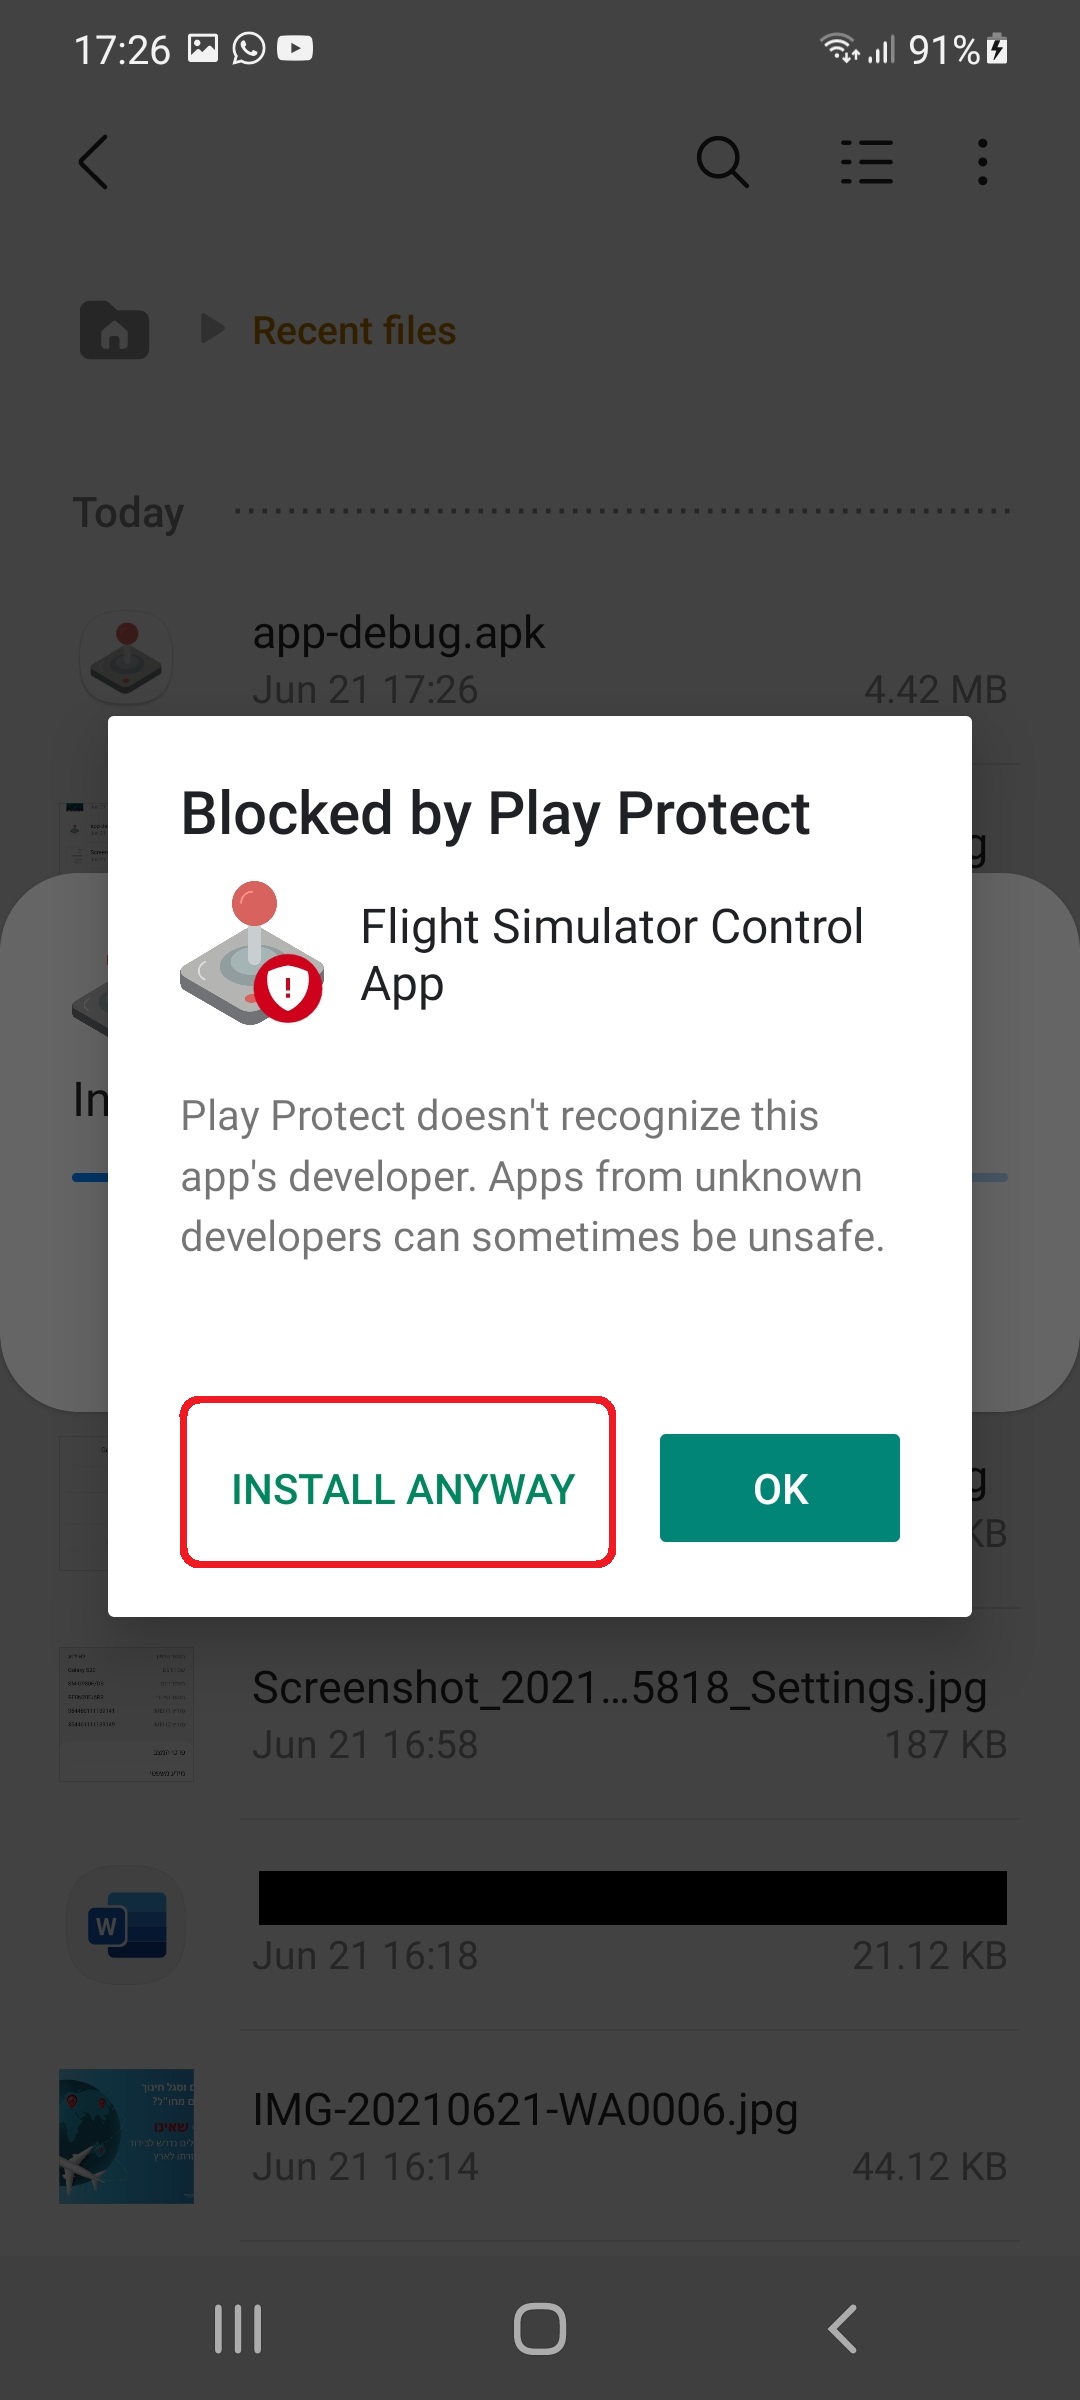 17:26
91%
Recent files
Today
app-debug.apk
Jun 21 17:26
4.42 MB
g
Blocked by Play Protect
Flight Simulator Control
App
In
Play Protect doesn't recognize this
app's developer. Apps from unknown
developers can sometimes be unsafe.
INSTALL ANYWAY
OK
g
KB
Screenshot_2021...5818_Settings.jpg
Jun 21 16:58
187 KB
W
Jun 21 16:18
21.12 KB
IMG-20210621-WA0006.jpg
Jun 21 16:14
44.12 KB